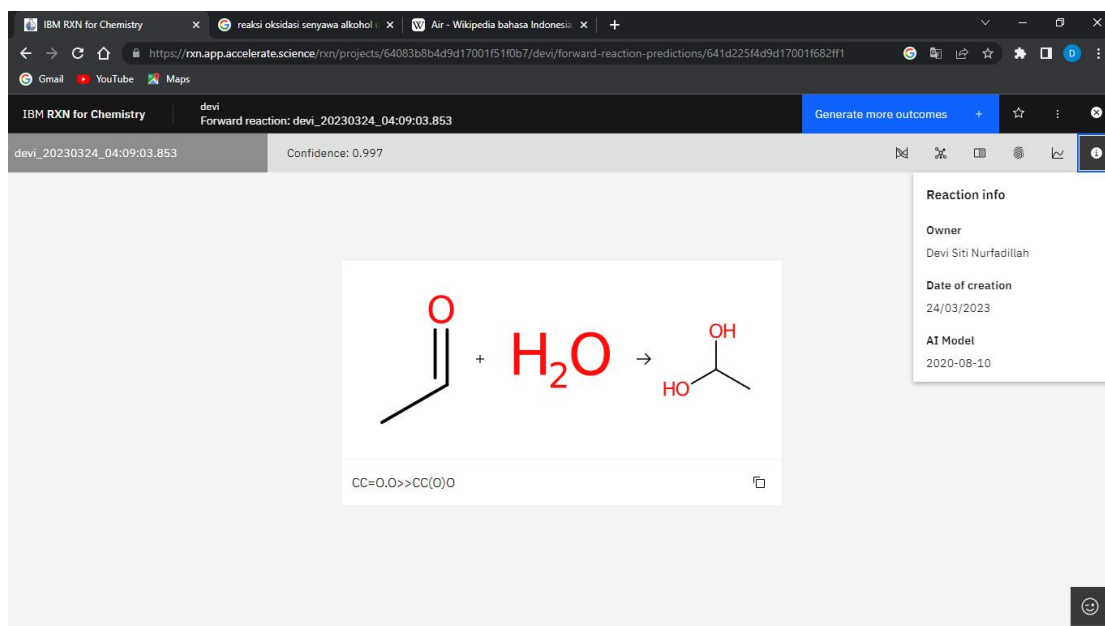 IBM RXN for Chemistry
reaksi oksidasi senyawa alkohol
Air - Wikipedia bahasa Indonesia
https://rxn.app.accelerate.science/rxn/projects/64083b8b4d9d17001f51f0b7/devi/forward-reaction-predictions/641d225f4d9d17001f682ff1
D
Gmail
YouTube
Maps
IBM RXN for Chemistry
devi
Forward reaction: devi_20230324_04:09:03.853
Generate more outcomes +
devi_20230324_04:09:03.853
Confidence: 0.997
Reaction info
Owner
Devi Siti Nurfadillah
Date of creation
24/03/2023
AI Model
2020-08-10
O
+ H₂O →
OH
HO
CC=O.O>>CC(O)O